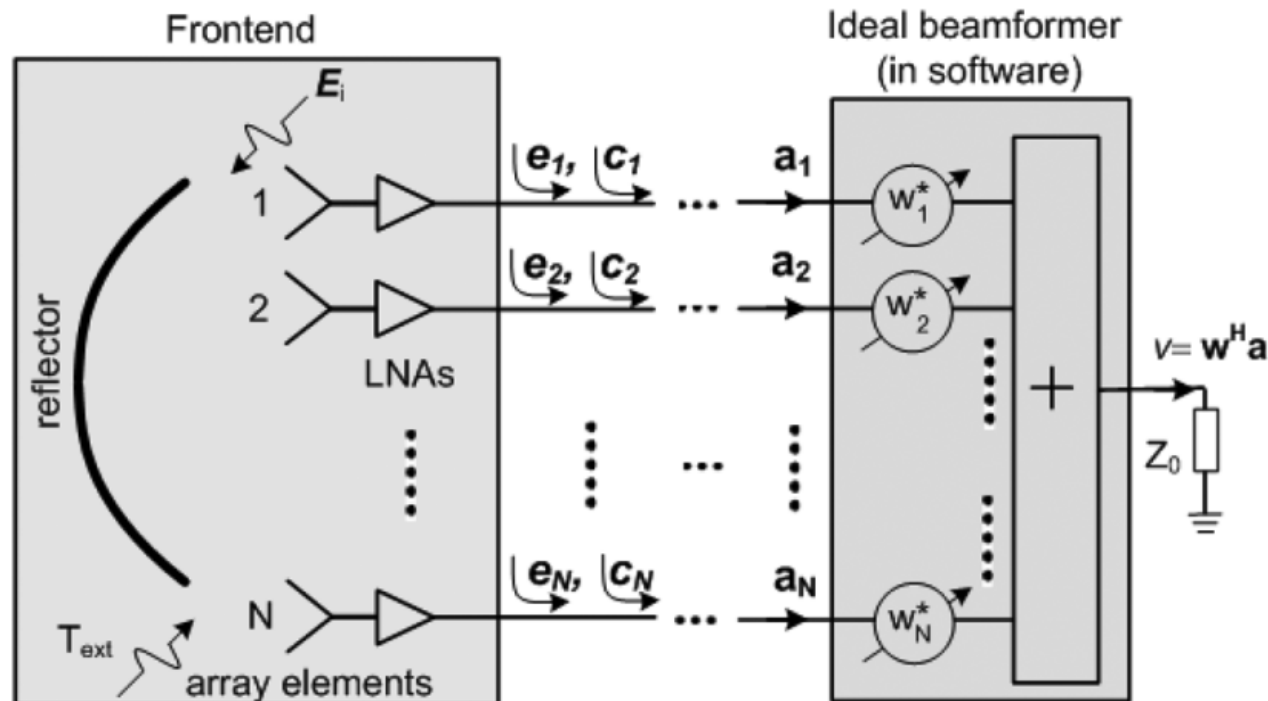 Frontend
Ideal beamformer
(in software)
E_i
e_1, c_1
a_1
1
w_1^*
e_2, c_2
a_2
2
w_2^*
LNAs
reflector
v= w^H a
+
Z_0
...
e_N, c_N
a_N
N
...
w_N^*
T_ext
array elements